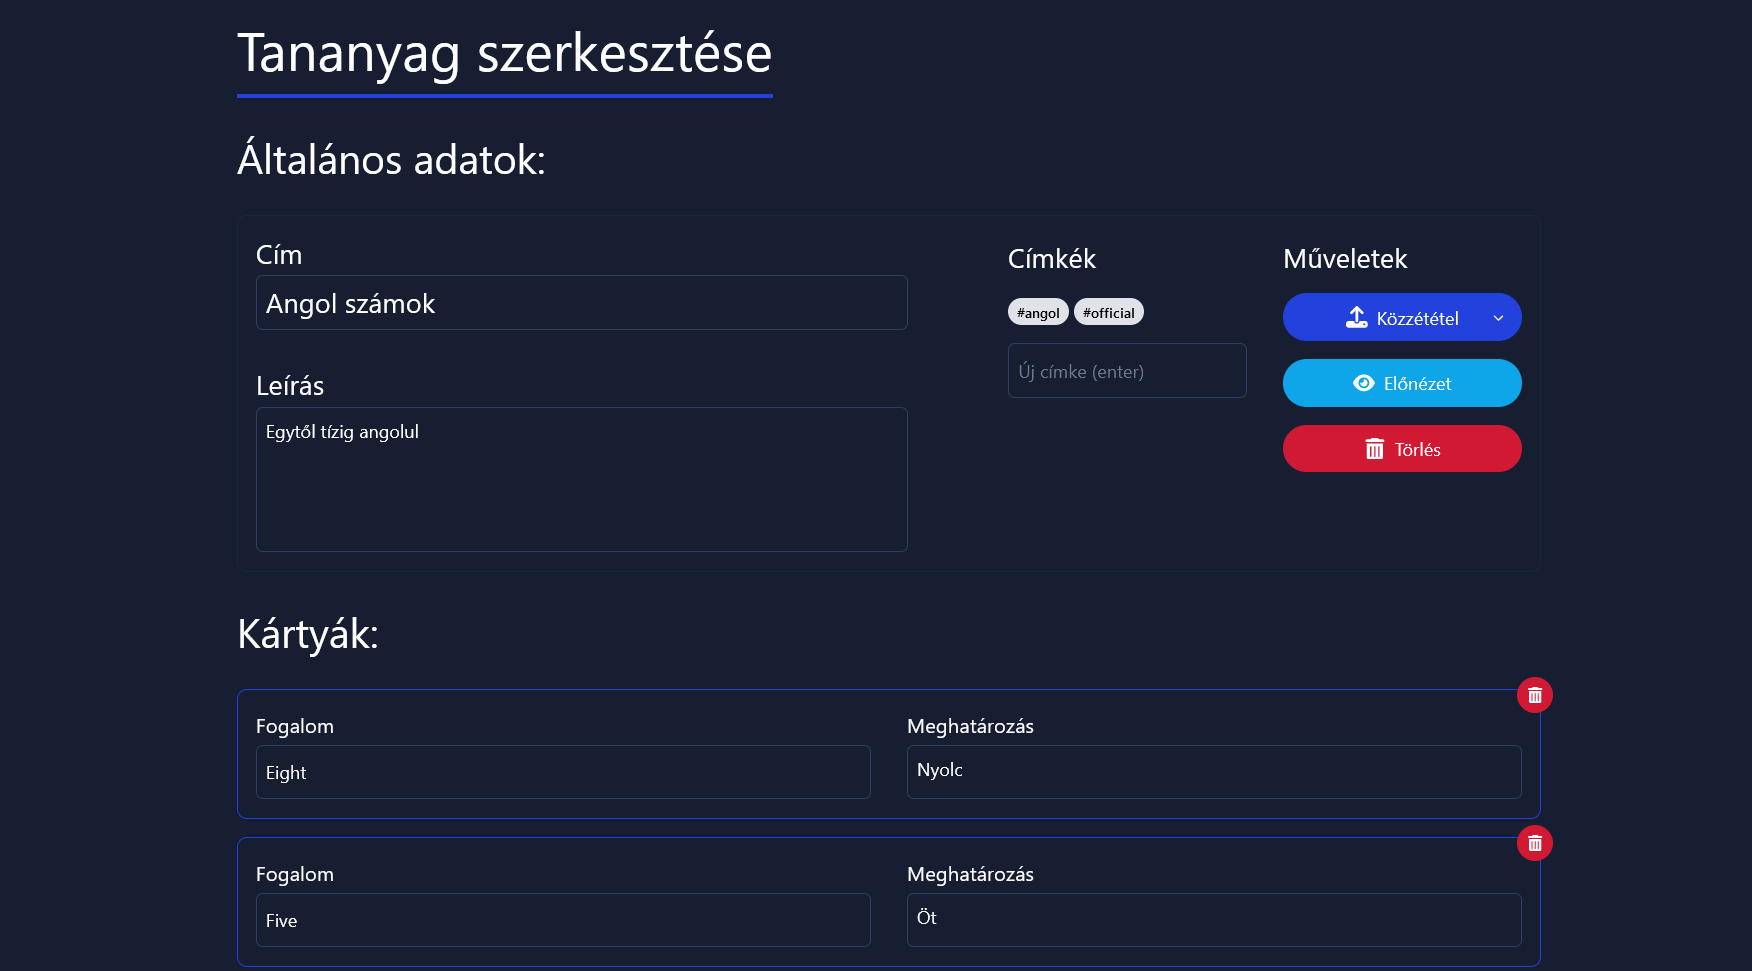 Tananyag szerkesztése
Általános adatok:
Cím
Angol számok
Leírás
Egytől tízig angolul
Címkék
#angol #official
Új címke (enter)
Műveletek
Közzététel
Előnézet
Törlés
Kártyák:
Fogalom
Eight
Meghatározás
Nyolc
Fogalom
Five
Meghatározás
Öt